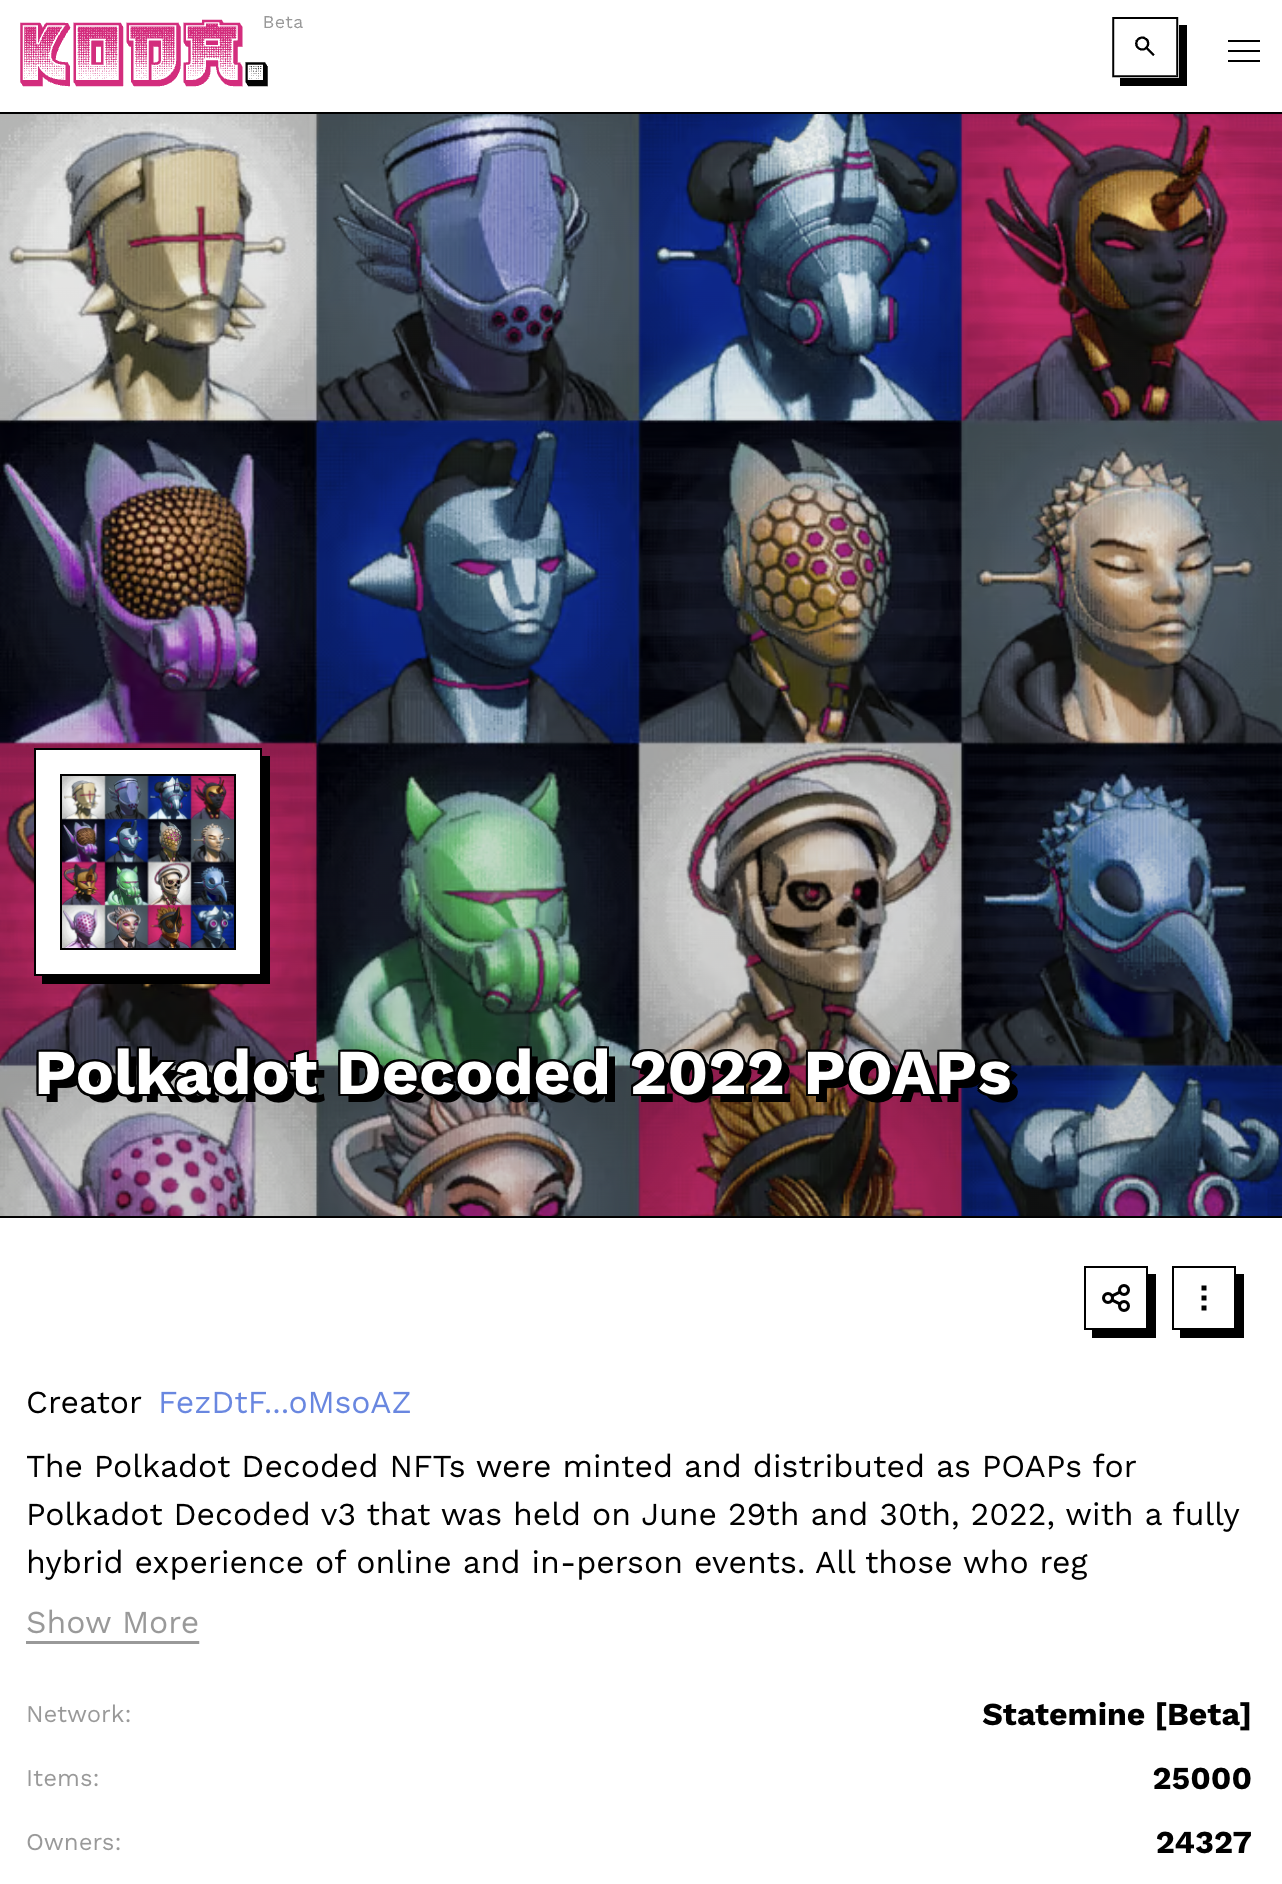 KODA.
Beta
Polkadot Decoded 2022 POAPs
Creator FezDtF...oMsoAZ
The Polkadot Decoded NFTs were minted and distributed as POAPs for
Polkadot Decoded v3 that was held on June 29th and 30th, 2022, with a fully
hybrid experience of online and in-person events. All those who reg
Show More
Network: Statemine [Beta]
Items: 25000
Owners: 24327